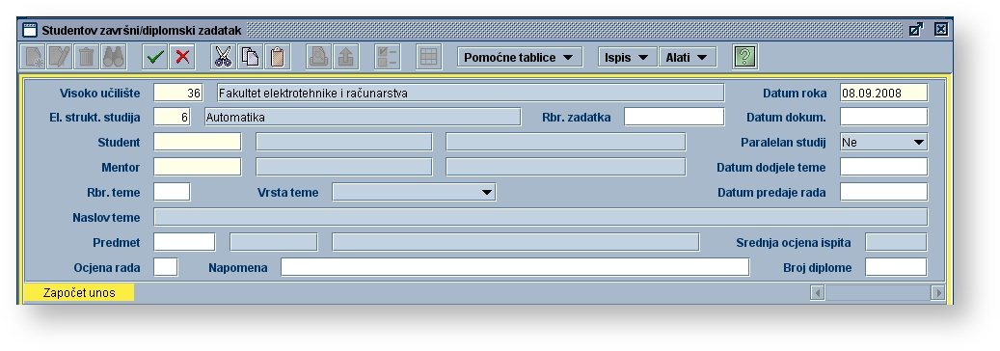 Studentov završni/diplomski zadatak
Pomoćne tablice Ispis Alati ?
Visoko učilište 36 Fakultet elektrotehnike i računarstva Datum roka 08.09.2008
El. strukt. studija 6 Automatika Rbr. zadatka Datum dokum.
Student Paralelan studij Ne
Mentor Datum dodjele teme
Rbr. teme Vrsta teme Datum predaje rada
Naslov teme
Predmet Srednja ocjena ispita
Ocjena rada Napomena Broj diplome
Započet unos